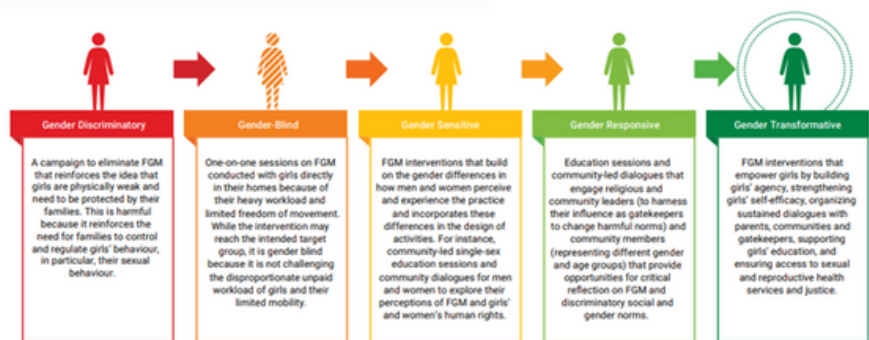 Gender Discriminatory
A campaign to eliminate FGM
that reinforces the idea that
girls are physically weak and
need to be protected by their
families. This is harmful
because it reinforces the
need for families to control
and regulate girls' behaviour,
in particular, their sexual
behaviour.
Gender-Blind
One-on-one sessions on FGM
conducted with girls directly
in their homes because of
their heavy workload and
limited freedom of movement.
While the intervention may
reach the intended target
group, it is gender blind
because it is not challenging
the disproportionate unpaid
workload of girls and their
limited mobility.
Gender Sensitive
FGM interventions that build
on the gender differences in
how men and women perceive
and experience the practice
and incorporates these
differences in the design of
activities. For instance,
community-led single-sex
education sessions and
community dialogues for men
and women to explore their
perceptions of FGM and girls'
and women's human rights.
Gender Responsive
Education sessions and
community-led dialogues that
engage religious and
community leaders (to harness
their influence as gatekeepers
to change harmful norms) and
community members
(representing different gender
and age groups) that provide
opportunities for critical
reflection on FGM and
discriminatory social and
gender norms.
Gender Transformative
FGM interventions that
empower girls by building
girls' agency, strengthening
girls' self-efficacy, organizing
sustained dialogues with
parents, communities and
gatekeepers, supporting
girls' education, and
ensuring access to sexual
and reproductive health
services and justice.